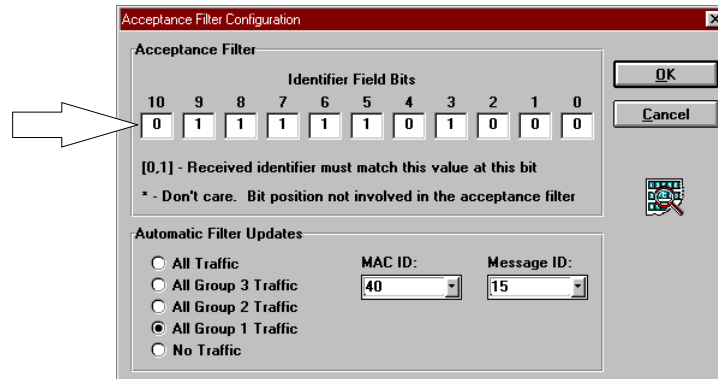 Acceptance Filter Configuration
Acceptance Filter
Identifier Field Bits
10 9 8 7 6 5 4 3 2 1 0
0 1 1 1 1 1 0 1 0 0 0
[0,1] - Received identifier must match this value at this bit
* - Don't care. Bit position not involved in the acceptance filter
OK
Cancel
Automatic Filter Updates
All Traffic
All Group 3 Traffic
All Group 2 Traffic
All Group 1 Traffic
No Traffic
MAC ID:
40
Message ID:
15